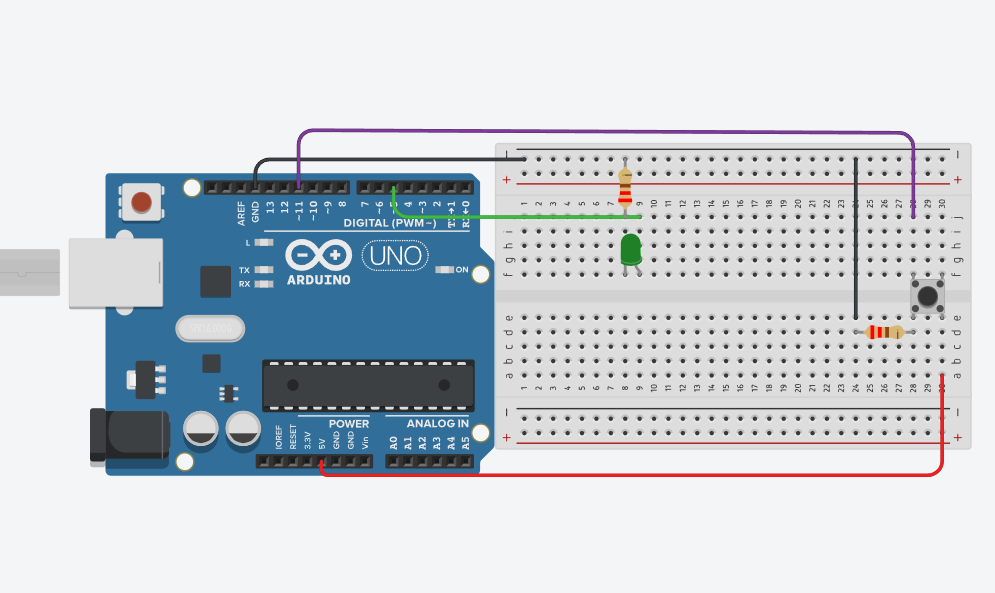 AREF
GND
13
12
~11
~10
~9
8
7
~6
~5
4
~3
2
TX→1
RX←0
DIGITAL (PWM~)
L
TX
RX
ARDUINO
UNO
ON
POWER
ANALOG IN
IOREF
RESET
3.3V
5V
GND
GND
Vin
A0
A1
A2
A3
A4
A5
− −
+ +
1 2 3 4 5 6 7 8 9 10 11 12 13 14 15 16 17 18 19 20 21 22 23 24 25 26 27 28 29 30
j j
i i
h h
g g
f f
e e
d d
c c
b b
a a
1 2 3 4 5 6 7 8 9 10 11 12 13 14 15 16 17 18 19 20 21 22 23 24 25 26 27 28 29 30
− −
+ +